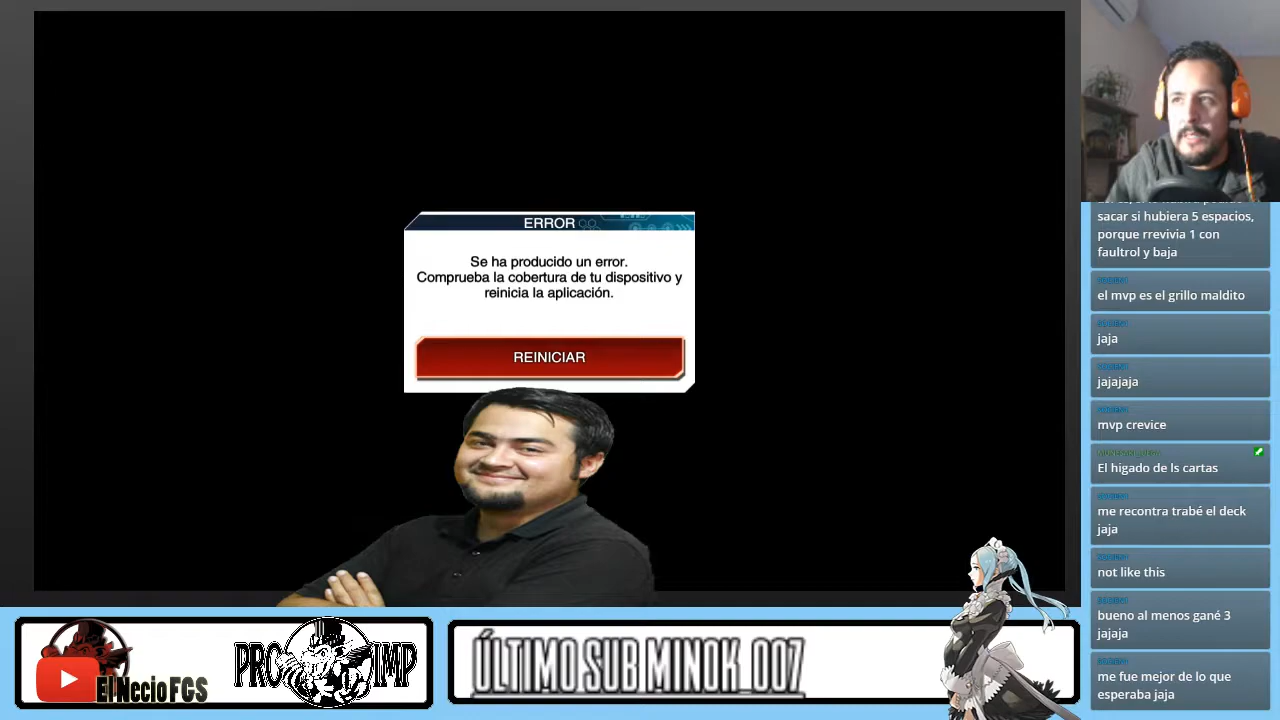 ERROR
Se ha producido un error.
Comprueba la cobertura de tu dispositivo y
reinicia la aplicación.
REINICIAR
sacar si hubiera 5 espacios,
porque rrevivia 1 con
faultrol y baja
el mvp es el grillo maldito
jaja
jajajaja
mvp crevice
El higado de ls cartas
me recontra trabé el deck
jaja
not like this
bueno al menos gané 3
jajaja
me fue mejor de lo que
esperaba jaja
El Necio FGS
PRO IMP
ÚLTIMO SUB MINOK_007